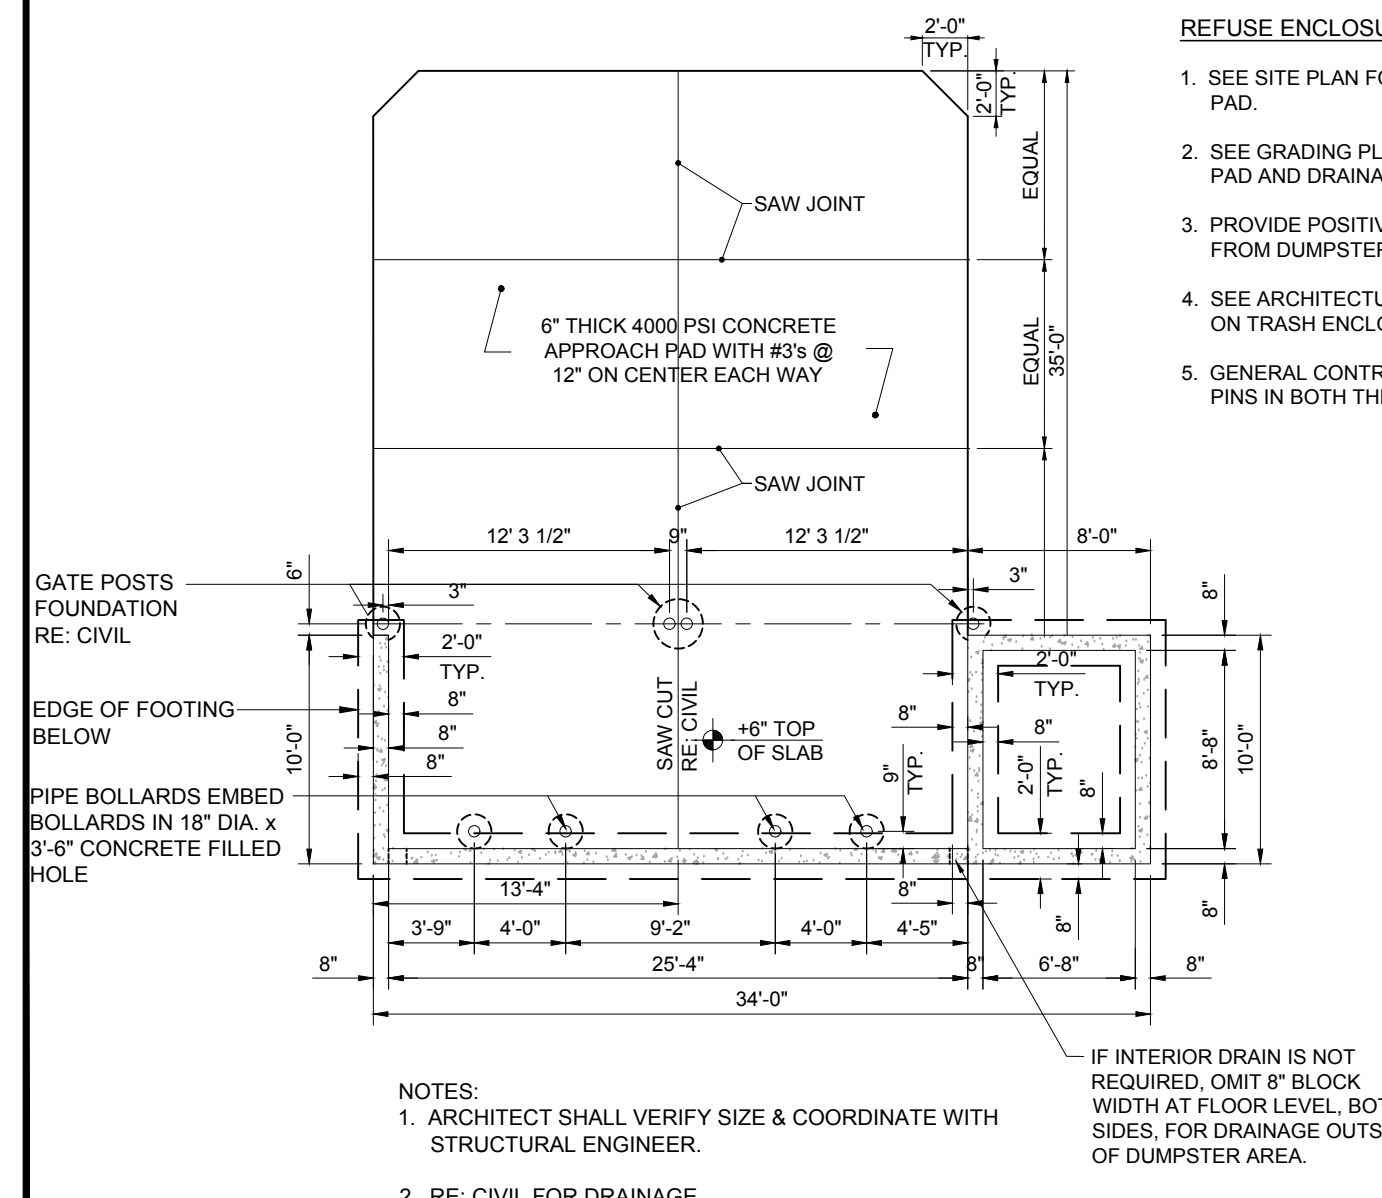 2'-0"
TYP.
2'-0"
TYP.
REFUSE ENCLOSU
1. SEE SITE PLAN FO
PAD.
2. SEE GRADING PL
PAD AND DRAINA
3. PROVIDE POSITIV
FROM DUMPSTER
4. SEE ARCHITECTU
ON TRASH ENCLO
5. GENERAL CONTR
PINS IN BOTH TH
EQUAL
SAW JOINT
6" THICK 4000 PSI CONCRETE
APPROACH PAD WITH #3's @
12" ON CENTER EACH WAY
EQUAL
35'-0"
SAW JOINT
12' 3 1/2"
9"
12' 3 1/2"
8'-0"
6"
GATE POSTS
FOUNDATION
RE: CIVIL
3"
3"
8"
2'-0"
TYP.
2'-0"
TYP.
8"
8"
8"
EDGE OF FOOTING
BELOW
10'-0"
SAW CUT
RE: CIVIL
+6" TOP
OF SLAB
8"
8"
9"
TYP.
2'-0"
TYP.
8"
8'-8"
10'-0"
PIPE BOLLARDS EMBED
BOLLARDS IN 18" DIA. x
3'-6" CONCRETE FILLED
HOLE
13'-4"
8"
8"
8"
3'-9"
4'-0"
9'-2"
4'-0"
4'-5"
8"
25'-4"
8"
6'-8"
8"
34'-0"
IF INTERIOR DRAIN IS NOT
REQUIRED, OMIT 8" BLOCK
WIDTH AT FLOOR LEVEL, BOT
SIDES, FOR DRAINAGE OUTS
OF DUMPSTER AREA.
NOTES:
1. ARCHITECT SHALL VERIFY SIZE & COORDINATE WITH
STRUCTURAL ENGINEER.
2. RE: CIVIL FOR DRAINAGE